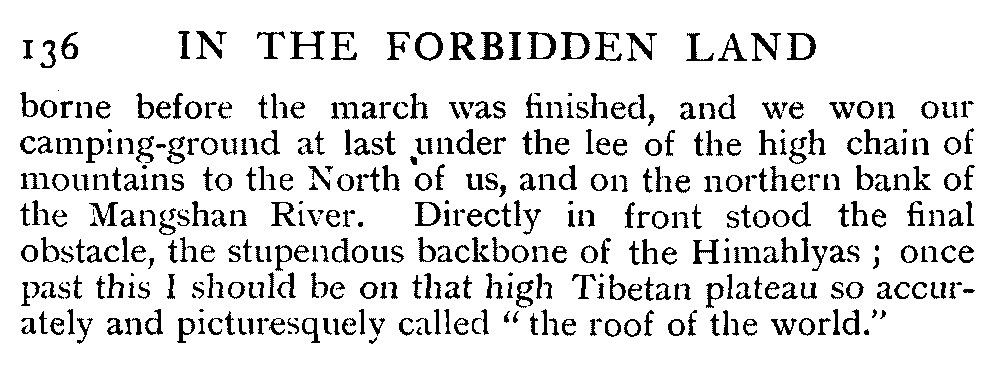 136 IN THE FORBIDDEN LAND
borne before the march was finished, and we won our
camping-ground at last under the lee of the high chain of
mountains to the North of us, and on the northern bank of
the Mangshan River. Directly in front stood the final
obstacle, the stupendous backbone of the Himahlyas ; once
past this I should be on that high Tibetan plateau so accur-
ately and picturesquely called “ the roof of the world.”